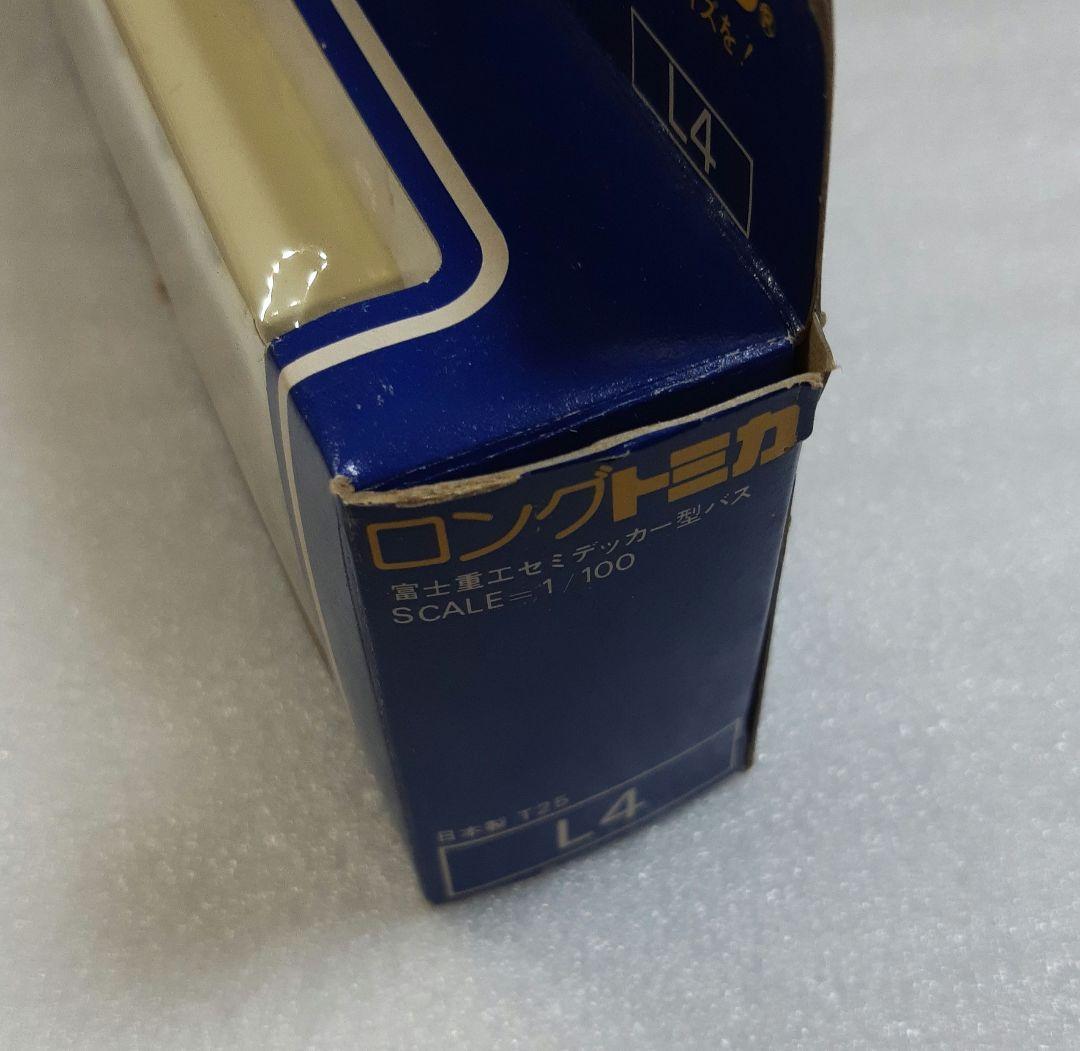 L4
ロングトミカ
富士重工セミデッカー型バス
SCALE=1/100
日本製 T25
L4